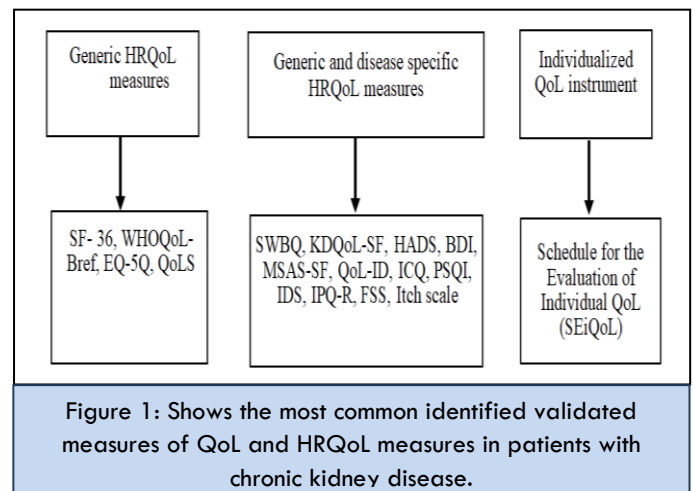 Generic HRQoL
measures
SF- 36, WHOQoL-
Bref, EQ-5Q, QoLS
Generic and disease specific
HRQoL measures
SWBQ, KDQoL-SF, HADS, BDI,
MSAS-SF, QoL-ID, ICQ, PSQI,
IDS, IPQ-R, FSS, Itch scale
Individualized
QoL instrument
Schedule for the
Evaluation of
Individual QoL
(SEiQoL)
Figure 1: Shows the most common identified validated
measures of QoL and HRQoL measures in patients with
chronic kidney disease.